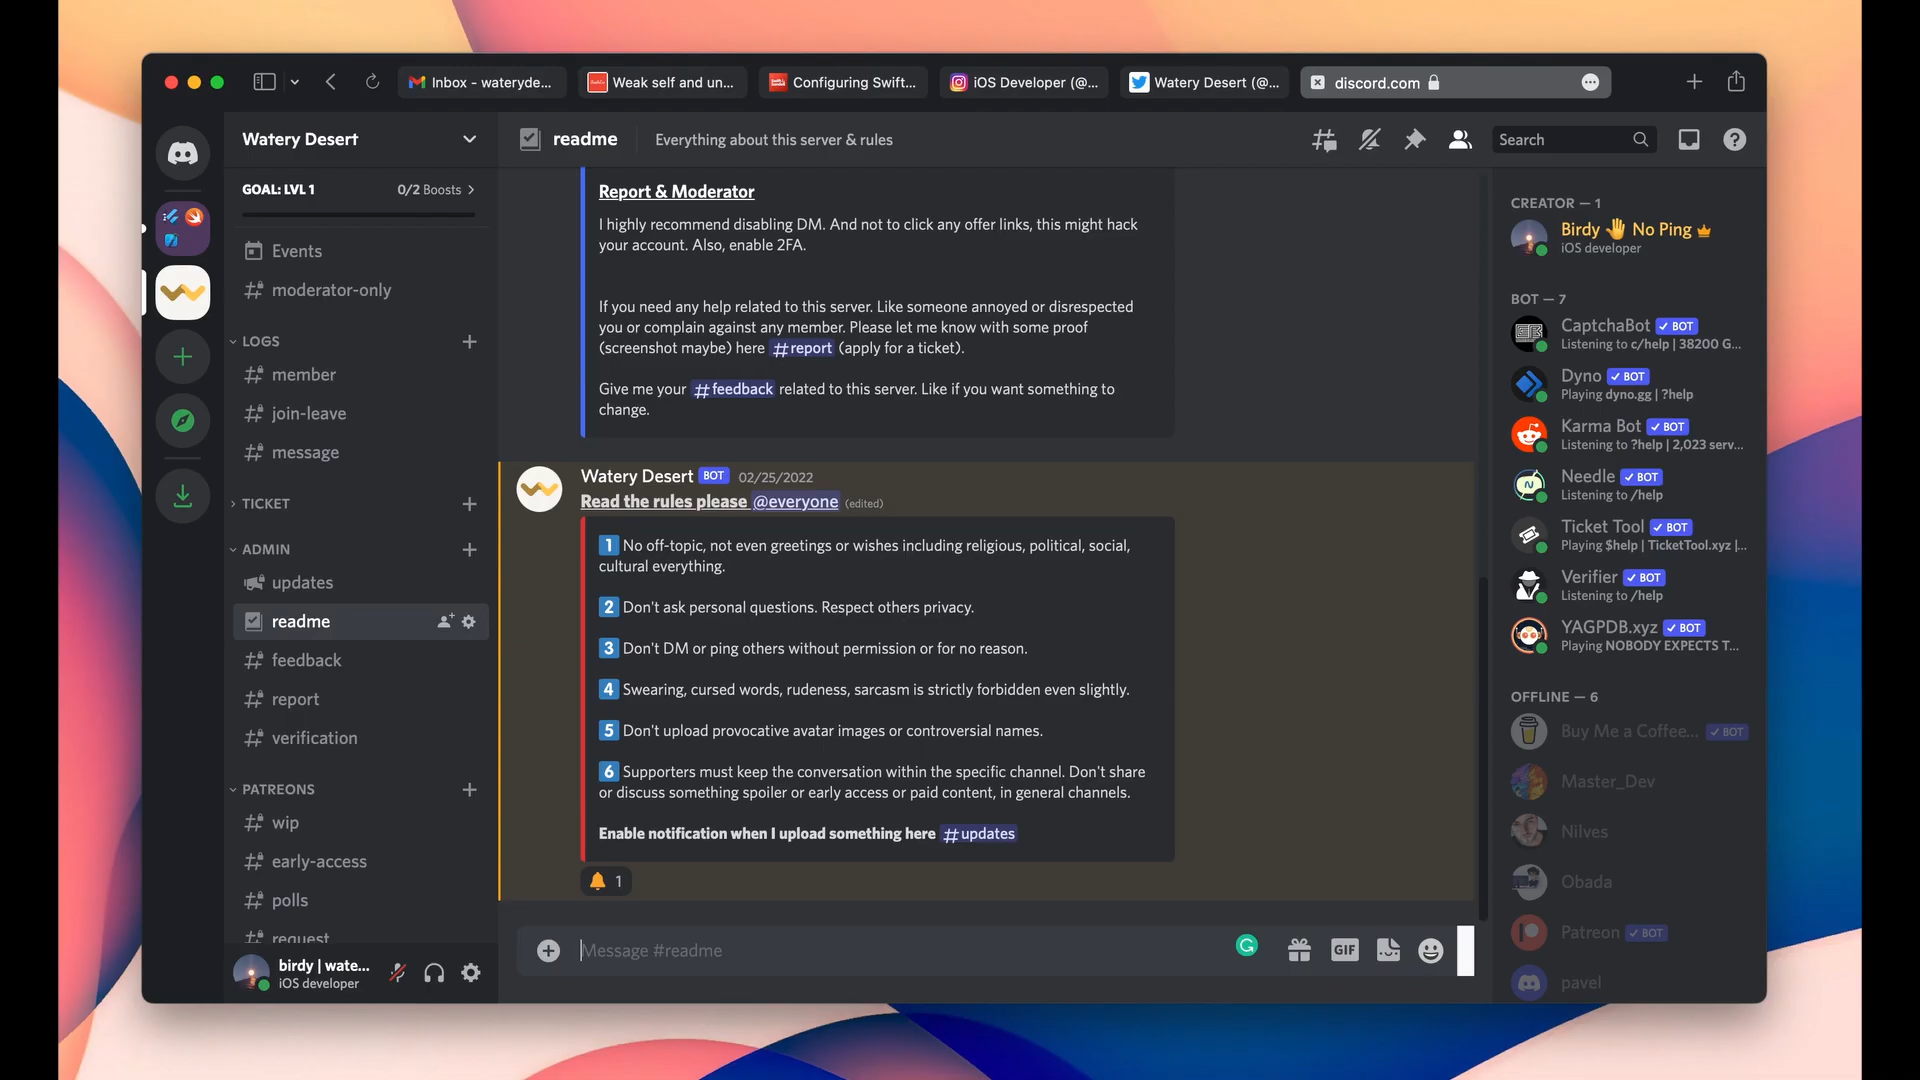 Inbox - wateryde...
Weak self and un...
Configuring Swift...
iOS Developer (@...
Watery Desert (@...
discord.com
Watery Desert
readme
Everything about this server & rules
Search
GOAL: LVL 1
0/2 Boosts
Events
moderator-only
LOGS
member
join-leave
message
TICKET
ADMIN
updates
readme
feedback
report
verification
PATREONS
wip
early-access
polls
request
birdy | wate...
iOS developer
Report & Moderator
I highly recommend disabling DM. And not to click any offer links, this might hack
your account. Also, enable 2FA.
If you need any help related to this server. Like someone annoyed or disrespected
you or complain against any member. Please let me know with some proof
(screenshot maybe) here #report (apply for a ticket).
Give me your #feedback related to this server. Like if you want something to
change.
Watery Desert BOT 02/25/2022
Read the rules please @everyone (edited)
1 No off-topic, not even greetings or wishes including religious, political, social,
cultural everything.
2 Don't ask personal questions. Respect others privacy.
3 Don't DM or ping others without permission or for no reason.
4 Swearing, cursed words, rudeness, sarcasm is strictly forbidden even slightly.
5 Don't upload provocative avatar images or controversial names.
6 Supporters must keep the conversation within the specific channel. Don't share
or discuss something spoiler or early access or paid content, in general channels.
Enable notification when I upload something here #updates
1
Message #readme
GIF
CREATOR — 1
Birdy 👋 No Ping
iOS developer
BOT — 7
CaptchaBot BOT
Listening to c/help | 38200 G...
Dyno BOT
Playing dyno.gg | ?help
Karma Bot BOT
Listening to ?help | 2,023 serv...
Needle BOT
Listening to /help
Ticket Tool BOT
Playing $help | TicketTool.xyz |...
Verifier BOT
Listening to /help
YAGPDB.xyz BOT
Playing NOBODY EXPECTS T...
OFFLINE — 6
Buy Me a Coffee... BOT
Master_Dev
Nilves
Obada
Patreon BOT
pavel